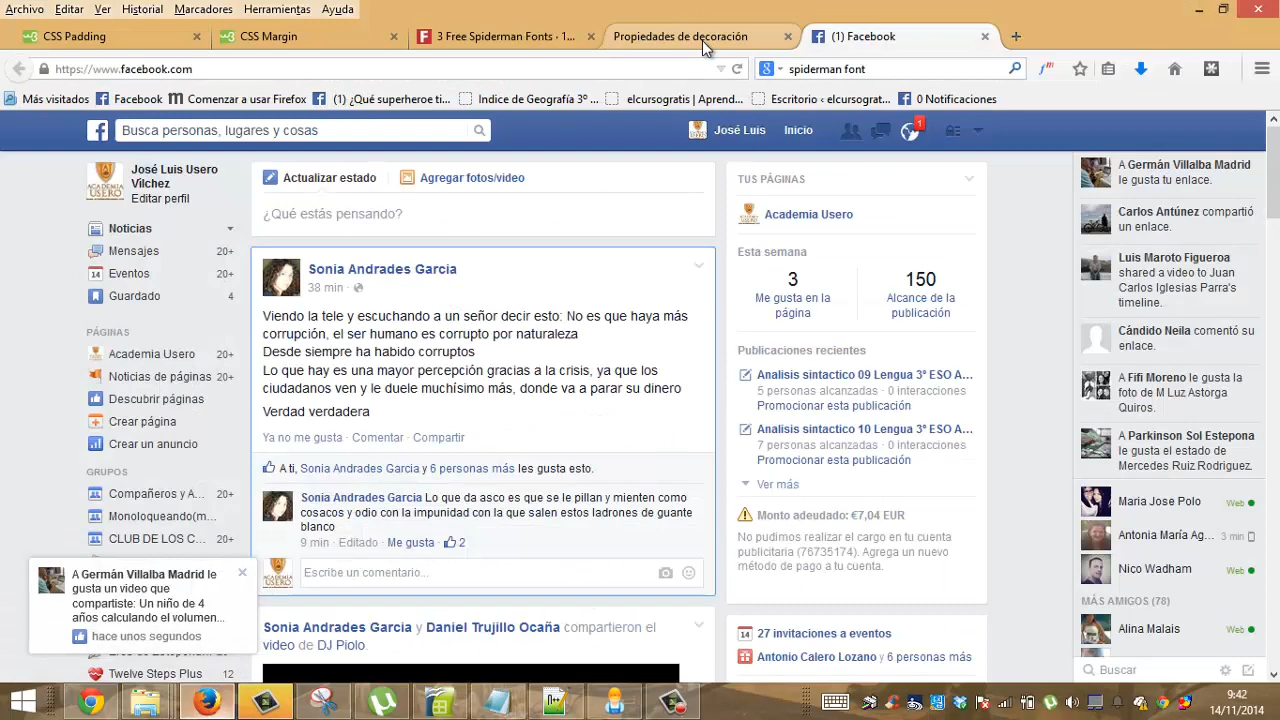 Archivo Editar Ver Historial Marcadores Herramientas Ayuda
CSS Padding
CSS Margin
3 Free Spiderman Fonts · 1...
Propiedades de decoración
(1) Facebook
https://www.facebook.com
spiderman font
Más visitados
Facebook
Comenzar a usar Firefox
(1) ¿Qué superheroe ti...
Indice de Geografía 3º ...
elcursogratis | Aprend...
Escritorio ‹ elcursograt...
0 Notificaciones
Busca personas, lugares y cosas
José Luis
Inicio
1
José Luis Usero
Vílchez
Editar perfil
Noticias
Mensajes 20+
Eventos 20+
Guardado 4
PÁGINAS
Academia Usero 20+
Noticias de páginas 20+
Descubrir páginas
Crear página
Crear un anuncio
GRUPOS
Compañeros y A... 20+
Monoloqueando(m... 20+
CLUB DE LOS C... 20+
Twelve Steps Plus 12
A Germán Villalba Madrid le
gusta un video que
compartiste: Un niño de 4
años calculando el volumen...
hace unos segundos
Actualizar estado
Agregar fotos/video
¿Qué estás pensando?
Sonia Andrades Garcia
38 min ·
Viendo la tele y escuchando a un señor decir esto: No es que haya más
corrupción, el ser humano es corrupto por naturaleza
Desde siempre ha habido corruptos
Lo que hay es una mayor percepción gracias a la crisis, ya que los
ciudadanos ven y le duele muchísimo más, donde va a parar su dinero
Verdad verdadera
Ya no me gusta · Comentar · Compartir
A ti, Sonia Andrades Garcia y 6 personas más les gusta esto.
Sonia Andrades Garcia Lo que da asco es que se le pillan y mienten como
cosacos y odio con la impunidad con la que salen estos ladrones de guante
blanco
9 min · Editado · Me gusta · 2
Escribe un comentario...
Sonia Andrades Garcia y Daniel Trujillo Ocaña compartieron el
video de DJ Piolo.
TUS PÁGINAS
Academia Usero
Esta semana
3
Me gusta en la
página
150
Alcance de la
publicación
Publicaciones recientes
Analisis sintactico 09 Lengua 3º ESO A...
5 personas alcanzadas · 0 interacciones
Promocionar esta publicación
Analisis sintactico 10 Lengua 3º ESO A...
7 personas alcanzadas · 0 interacciones
Promocionar esta publicación
Ver más
Monto adeudado: €7,04 EUR
No pudimos realizar el cargo en tu cuenta
publicitaria (76735174). Agrega un nuevo
método de pago a tu cuenta.
27 invitaciones a eventos
Antonio Calero Lozano y 6 personas más
A Germán Villalba Madrid
le gusta tu enlace.
Carlos Antúnez compartió
un enlace.
Luis Maroto Figueroa
shared a video to Juan
Carlos Iglesias Parra's
timeline.
Cándido Neila comentó su
enlace.
A Fifi Moreno le gusta la
foto de M Luz Astorga
Quiros.
A Parkinson Sol Estepona
le gusta el estado de
Mercedes Ruiz Rodriguez.
Maria Jose Polo Web
Antonia María Ag... 3 min
Nico Wadham Web
MÁS AMIGOS (78)
Alina Malais Web
Buscar
9:42
14/11/2014